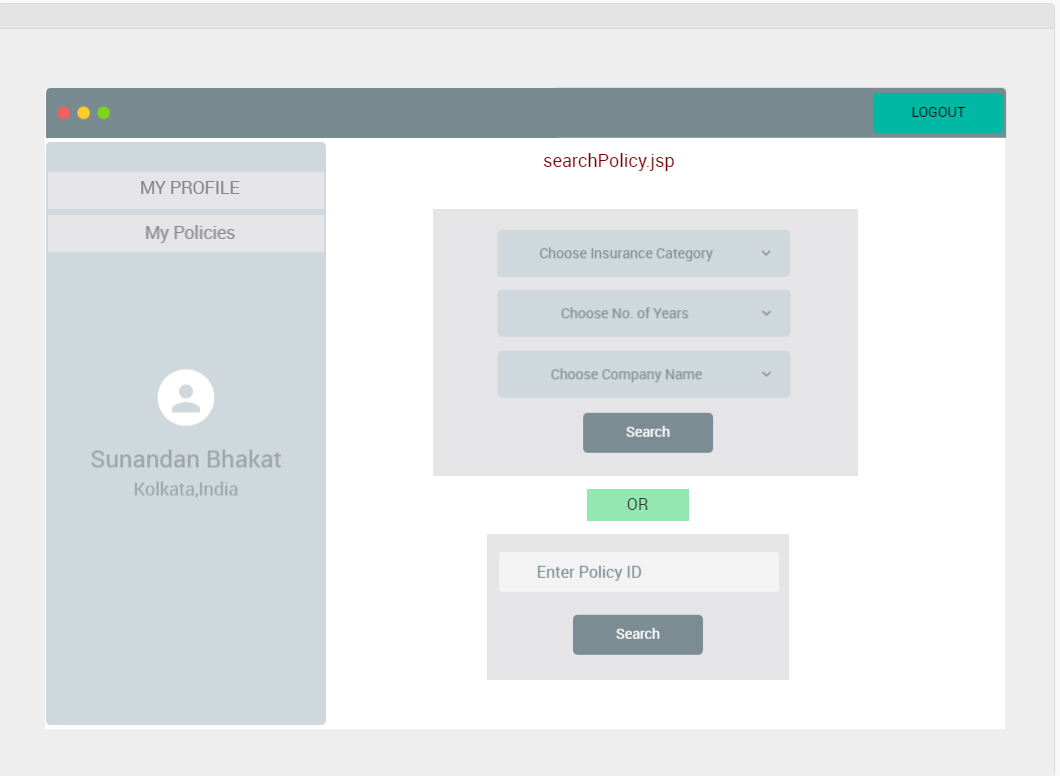 LOGOUT
searchPolicy.jsp
MY PROFILE
My Policies
Sunandan Bhakat
Kolkata,India
Choose Insurance Category
Choose No. of Years
Choose Company Name
Search
OR
Enter Policy ID
Search